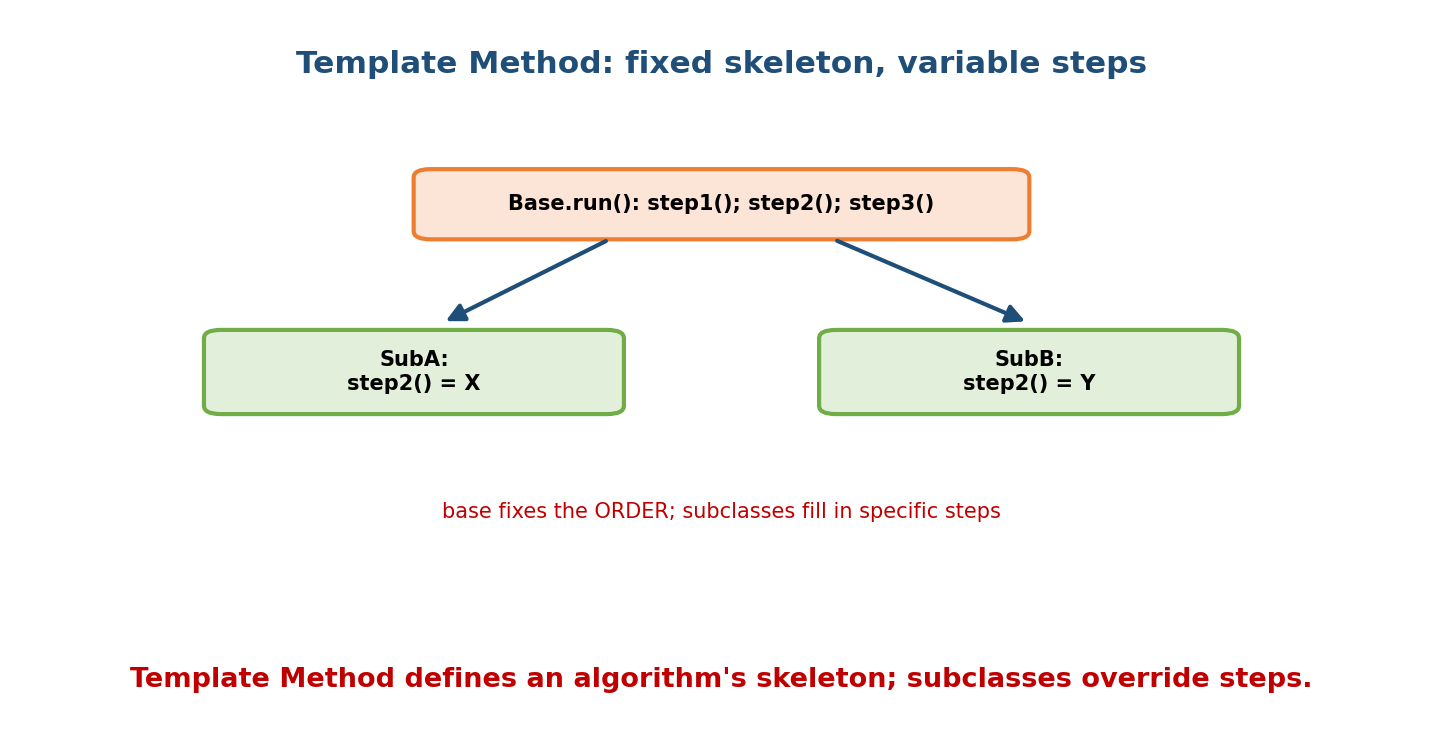 Template Method: fixed skeleton, variable steps
Base.run(): step1(); step2(); step3()
SubA:
step2() = X
SubB:
step2() = Y
base fixes the ORDER; subclasses fill in specific steps
Template Method defines an algorithm's skeleton; subclasses override steps.